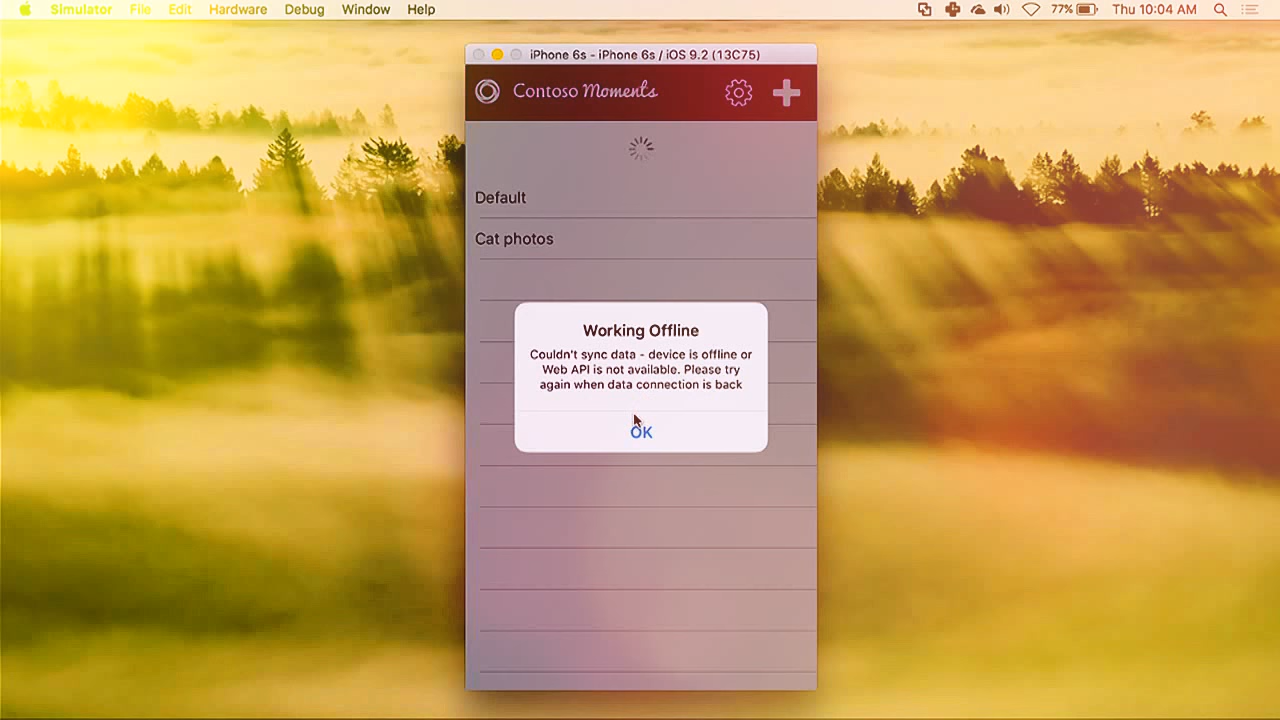 Simulator File Edit Hardware Debug Window Help 77% Thu 10:04 AM
iPhone 6s - iPhone 6s / iOS 9.2 (13C75)
Contoso Moments
Default
Cat photos
Working Offline
Couldn't sync data - device is offline or
Web API is not available. Please try
again when data connection is back
OK